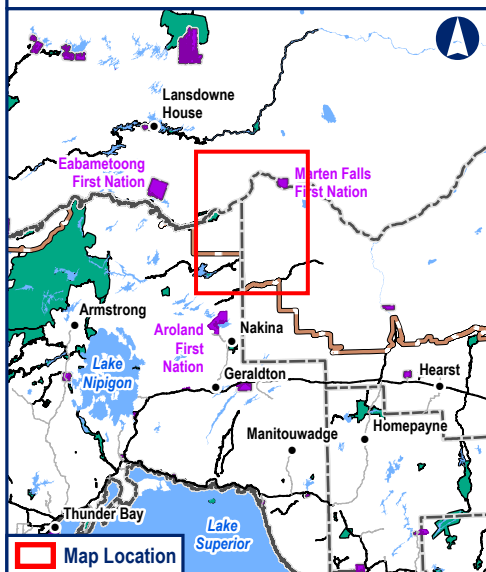 Lansdowne
House
Eabametoong
First Nation
Marten Falls
First Nation
Armstrong
Aroland
First
Nation
Nakina
Lake
Nipigon
Geraldton
Hearst
Manitouwadge
Homepayne
Thunder Bay
Lake
Superior
Map Location